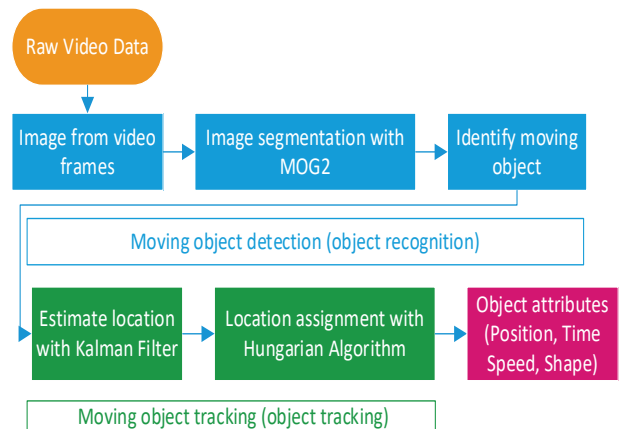 Raw Video Data
Image from video
frames
Image segmentation with
MOG2
Identify moving
object
Moving object detection (object recognition)
Estimate location
with Kalman Filter
Location assignment with
Hungarian Algorithm
Object attributes
(Position, Time
Speed, Shape)
Moving object tracking (object tracking)